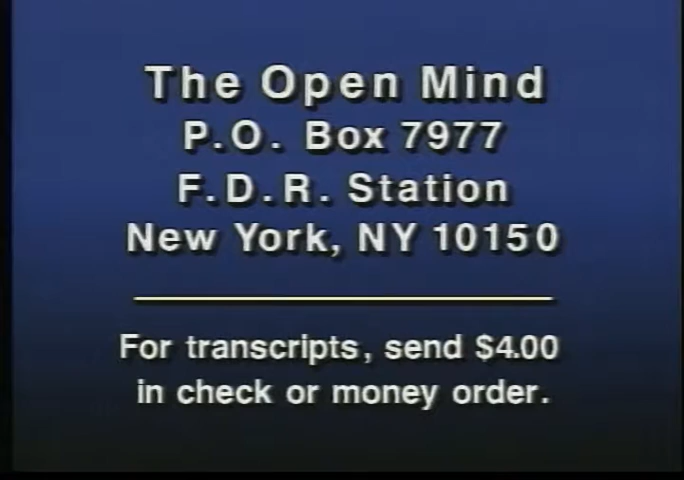 The Open Mind
P.O. Box 7977
F.D.R. Station
New York, NY 10150
For transcripts, send $4.00
in check or money order.